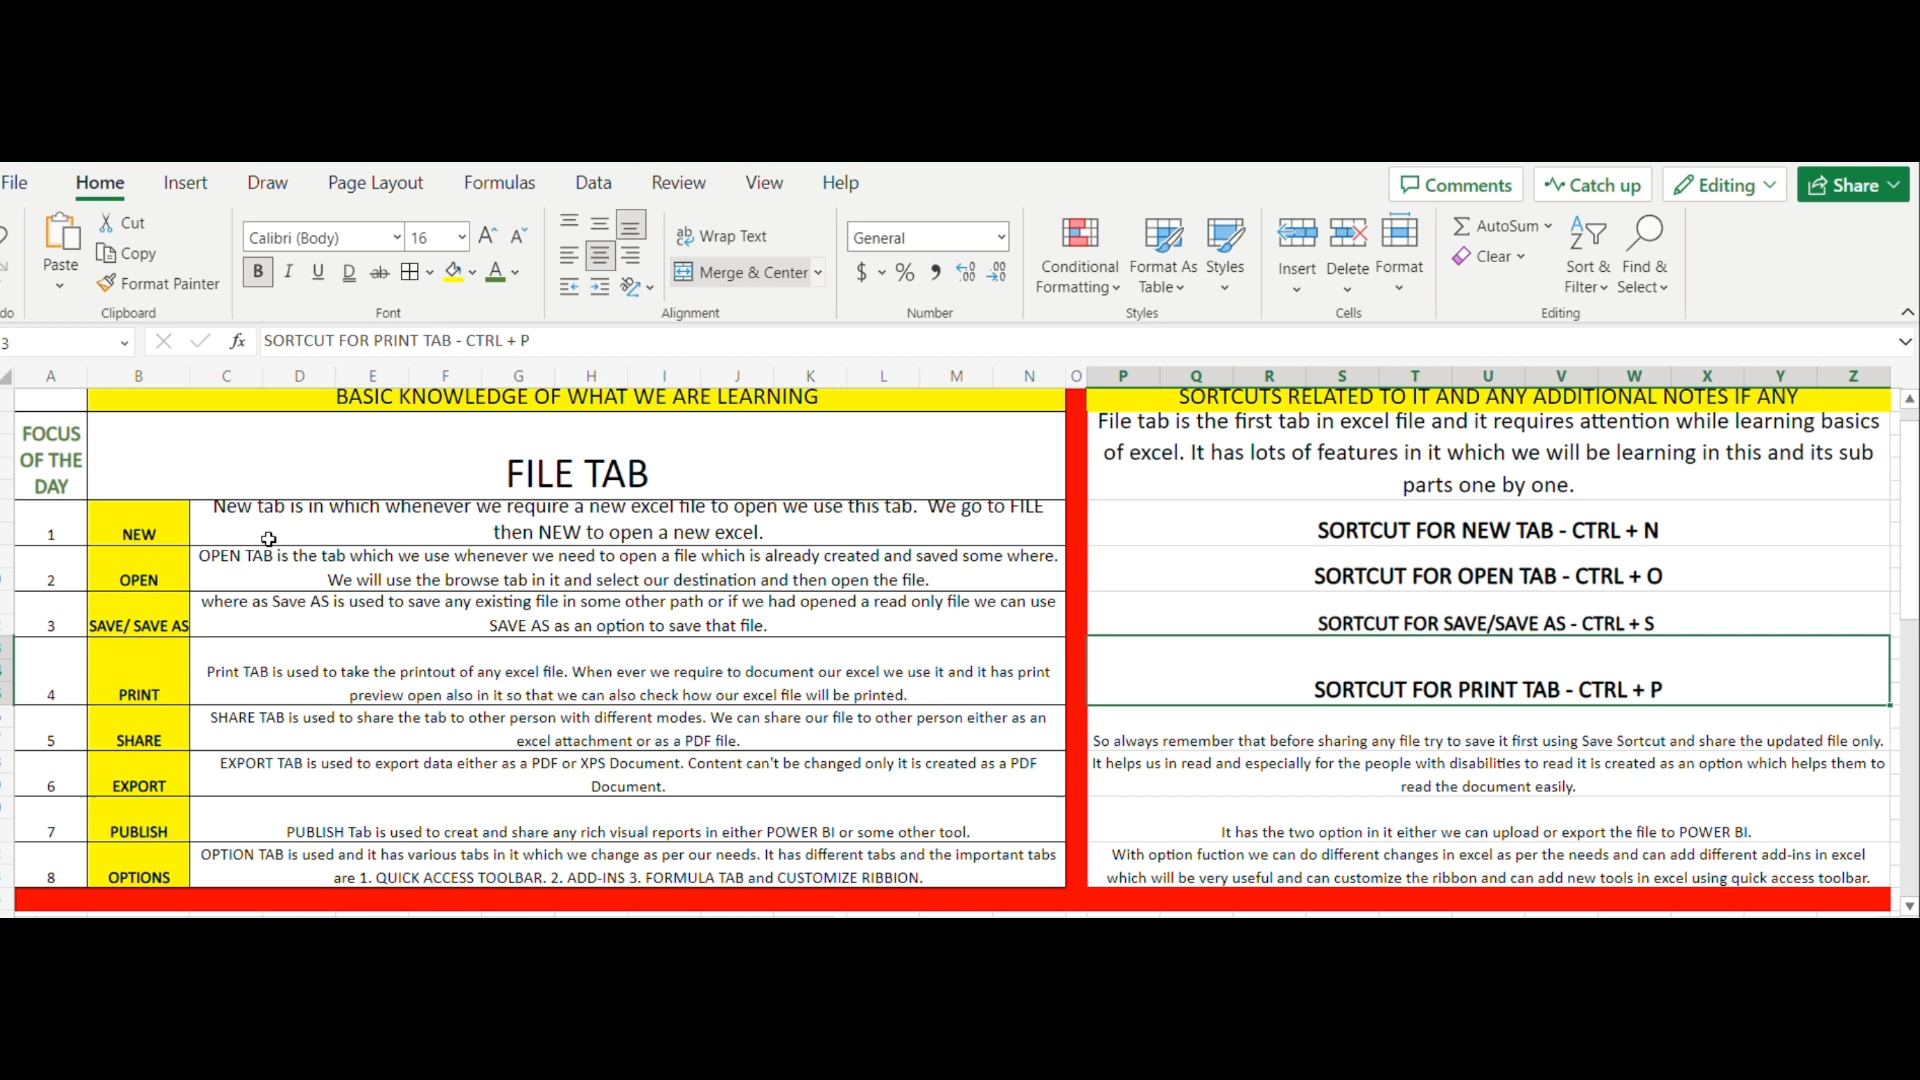 File Home Insert Draw Page Layout Formulas Data Review View Help Comments Catch up Editing Share
Paste Cut Copy Format Painter Clipboard
Calibri (Body) 16 B I U D ab A Font
Wrap Text Merge & Center Alignment
General $ % Number
Conditional Formatting Format As Table Styles Styles
Insert Delete Format Cells
AutoSum Clear Sort & Filter Find & Select Editing
do
3 fx SORTCUT FOR PRINT TAB - CTRL + P
A B C D E F G H I J K L M N O P Q R S T U V W X Y Z
BASIC KNOWLEDGE OF WHAT WE ARE LEARNING
SORTCUTS RELATED TO IT AND ANY ADDITIONAL NOTES IF ANY
FOCUS
OF THE
DAY
FILE TAB
File tab is the first tab in excel file and it requires attention while learning basics
of excel. It has lots of features in it which we will be learning in this and its sub
parts one by one.
1 NEW
New tab is in which whenever we require a new excel file to open we use this tab. We go to FILE
then NEW to open a new excel.
SORTCUT FOR NEW TAB - CTRL + N
2 OPEN
OPEN TAB is the tab which we use whenever we need to open a file which is already created and saved some where.
We will use the browse tab in it and select our destination and then open the file.
SORTCUT FOR OPEN TAB - CTRL + O
3 SAVE/ SAVE AS
where as Save AS is used to save any existing file in some other path or if we had opened a read only file we can use
SAVE AS as an option to save that file.
SORTCUT FOR SAVE/SAVE AS - CTRL + S
4 PRINT
Print TAB is used to take the printout of any excel file. When ever we require to document our excel we use it and it has print
preview open also in it so that we can also check how our excel file will be printed.
SORTCUT FOR PRINT TAB - CTRL + P
5 SHARE
SHARE TAB is used to share the tab to other person with different modes. We can share our file to other person either as an
excel attachment or as a PDF file.
So always remember that before sharing any file try to save it first using Save Sortcut and share the updated file only.
6 EXPORT
EXPORT TAB is used to export data either as a PDF or XPS Document. Content can't be changed only it is created as a PDF
Document.
It helps us in read and especially for the people with disabilities to read it is created as an option which helps them to
read the document easily.
7 PUBLISH
PUBLISH Tab is used to creat and share any rich visual reports in either POWER BI or some other tool.
It has the two option in it either we can upload or export the file to POWER BI.
8 OPTIONS
OPTION TAB is used and it has various tabs in it which we change as per our needs. It has different tabs and the important tabs
are 1. QUICK ACCESS TOOLBAR. 2. ADD-INS 3. FORMULA TAB and CUSTOMIZE RIBBION.
With option fuction we can do different changes in excel as per the needs and can add different add-ins in excel
which will be very useful and can customize the ribbon and can add new tools in excel using quick access toolbar.